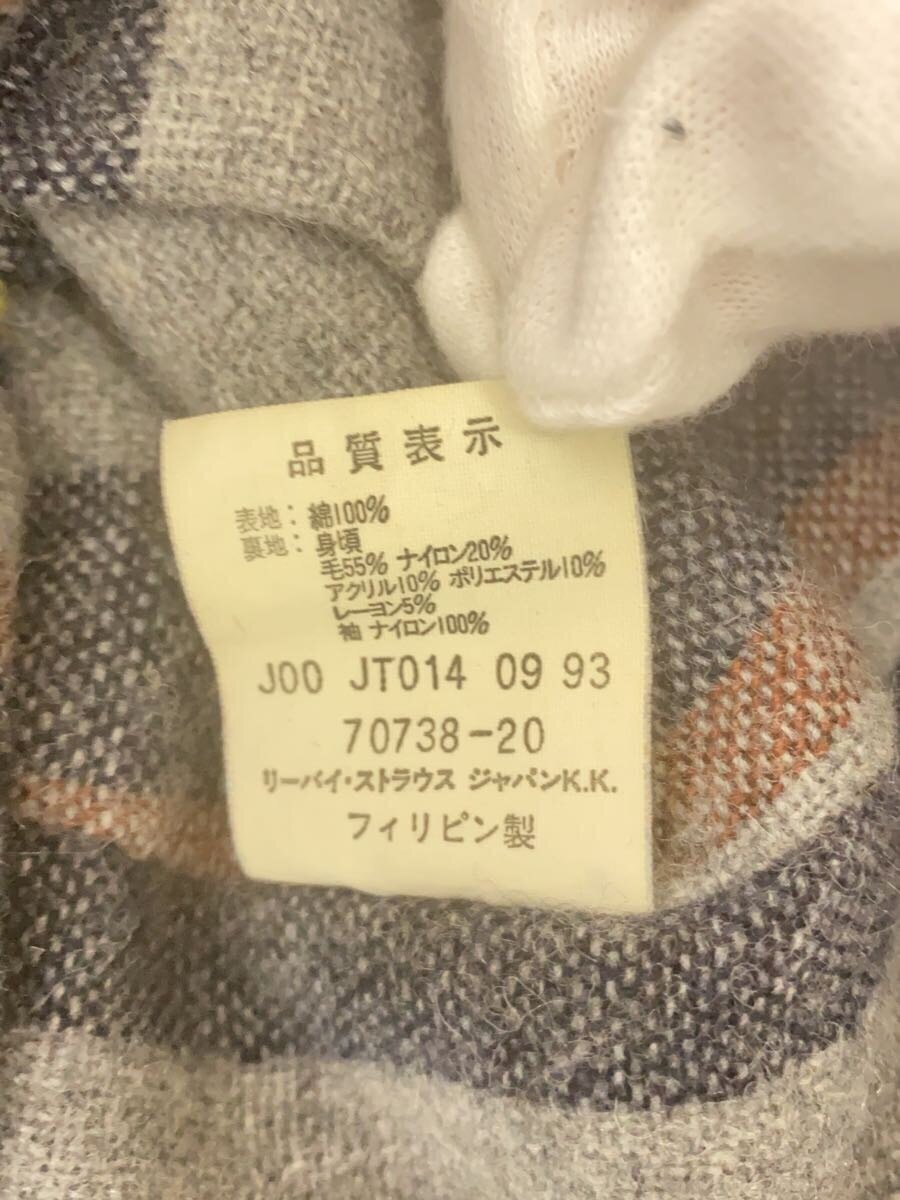 品質表示
表地：綿100%
裏地：身頃
毛55% ナイロン20%
アクリル10% ポリエステル10%
レーヨン5%
袖 ナイロン100%
J00 JT014 09 93
70738-20
リーバイ・ストラウス ジャパンK.K.
フィリピン製